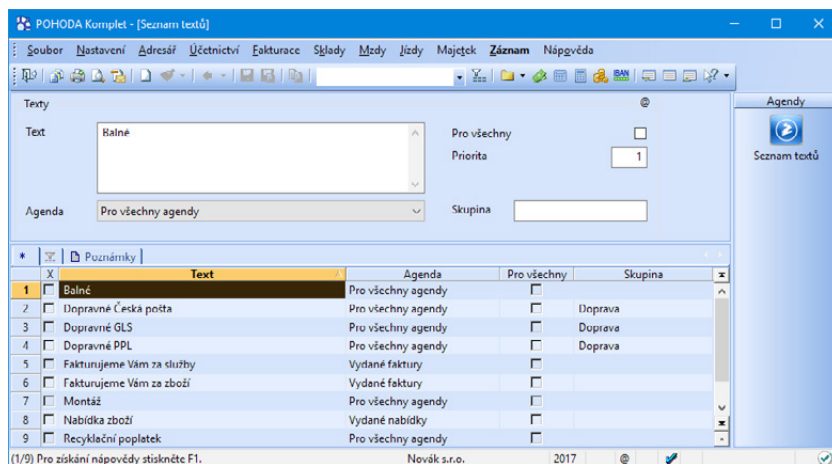 POHODA Komplet - [Seznam textů]
Soubor Nastavení Adresář Účetnictví Fakturace Sklady Mzdy Jízdy Majetek Záznam Nápověda
IBAN
Texty @
Text Balné Pro všechny
Priorita 1
Agenda Pro všechny agendy Skupina
Agendy
Seznam textů
* Poznámky
X Text Agenda Pro všechny Skupina
1 Balné Pro všechny agendy
2 Dopravné Česká pošta Pro všechny agendy Doprava
3 Dopravné GLS Pro všechny agendy Doprava
4 Dopravné PPL Pro všechny agendy Doprava
5 Fakturujeme Vám za služby Vydané faktury
6 Fakturujeme Vám za zboží Vydané faktury
7 Montáž Pro všechny agendy
8 Nabídka zboží Vydané nabídky
9 Recyklační poplatek Pro všechny agendy
(1/9) Pro získání nápovědy stiskněte F1. Novák s.r.o. 2017 @